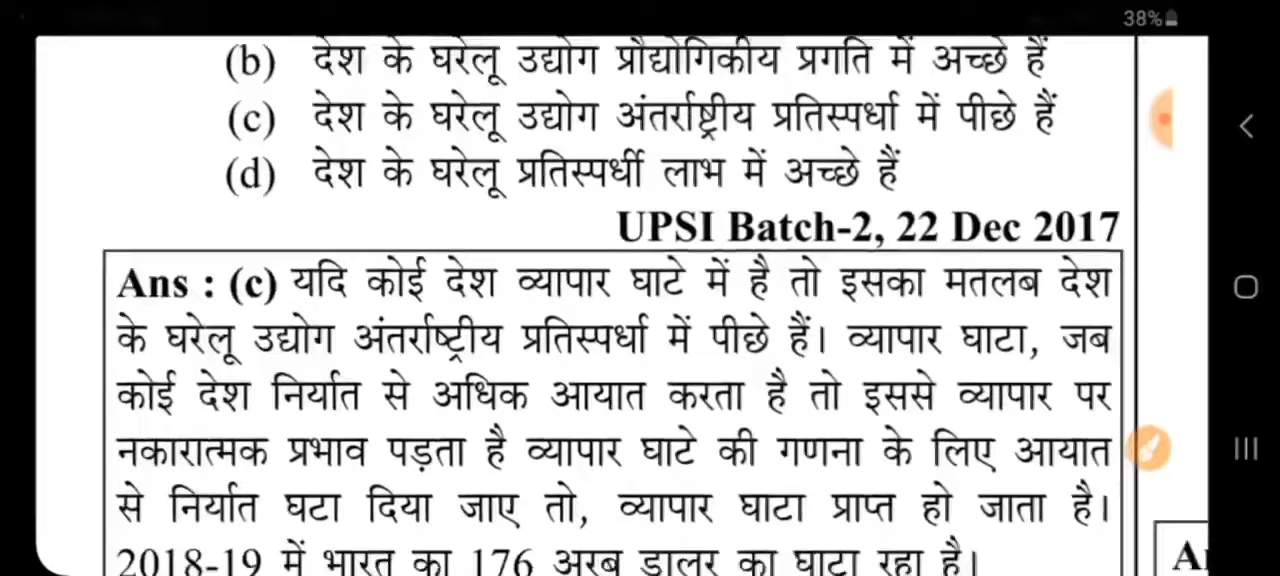 38%
(b) देश के घरेलू उद्योग प्रौद्योगिकीय प्रगति में अच्छे हैं
(c) देश के घरेलू उद्योग अंतर्राष्ट्रीय प्रतिस्पर्धा में पीछे हैं
(d) देश के घरेलू प्रतिस्पर्धी लाभ में अच्छे हैं
UPSI Batch-2, 22 Dec 2017
Ans : (c) यदि कोई देश व्यापार घाटे में है तो इसका मतलब देश
के घरेलू उद्योग अंतर्राष्ट्रीय प्रतिस्पर्धा में पीछे हैं। व्यापार घाटा, जब
कोई देश निर्यात से अधिक आयात करता है तो इससे व्यापार पर
नकारात्मक प्रभाव पड़ता है व्यापार घाटे की गणना के लिए आयात
से निर्यात घटा दिया जाए तो, व्यापार घाटा प्राप्त हो जाता है।
2018-19 में भारत का 176 अरब डालर का घाटा रहा है।